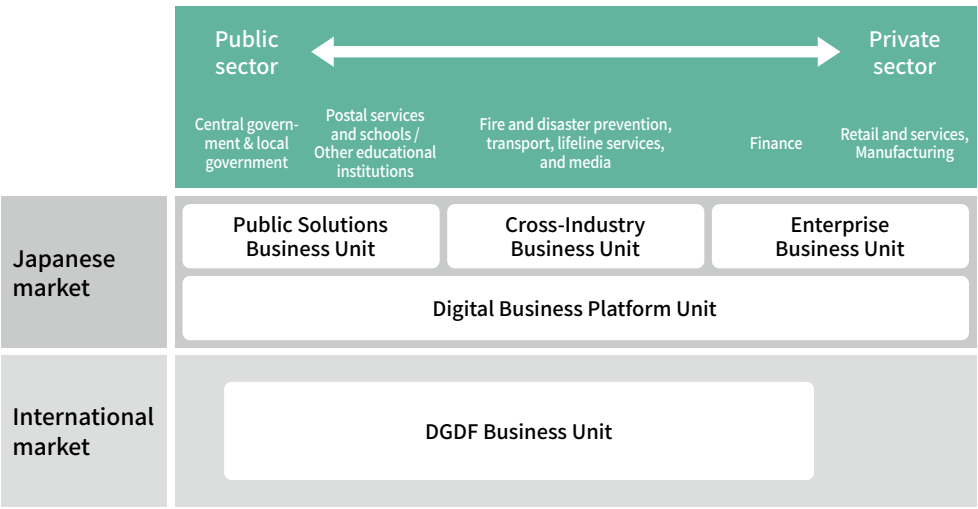 Public
sector
Private
sector
Central govern-
ment & local
government
Postal services
and schools /
Other educational
institutions
Fire and disaster prevention,
transport, lifeline services,
and media
Finance
Retail and services,
Manufacturing
Japanese
market
Public Solutions
Business Unit
Cross-Industry
Business Unit
Enterprise
Business Unit
Digital Business Platform Unit
International
market
DGDF Business Unit